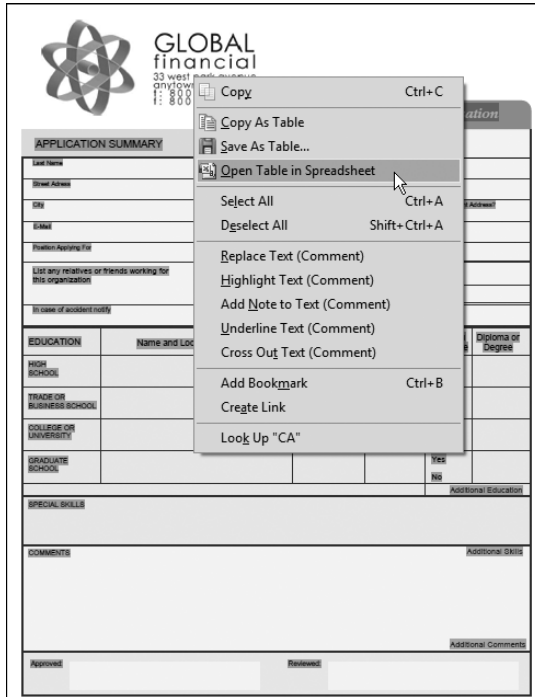 GLOBAL
financial
33 west park avenue
anytow
f: 800
f: 800
ation
APPLICATION SUMMARY
Last Name
Street Adress
City
t Address?
E-Mail
Position Applying For
List any relatives or friends working for
this organization
In case of accident notify
Copy Ctrl+C
Copy As Table
Save As Table...
Open Table in Spreadsheet
Select All Ctrl+A
Deselect All Shift+Ctrl+A
Replace Text (Comment)
Highlight Text (Comment)
Add Note to Text (Comment)
Underline Text (Comment)
Cross Out Text (Comment)
Add Bookmark Ctrl+B
Create Link
Look Up "CA"
EDUCATION Name and Loc Diploma or
Degree
HIGH
SCHOOL
TRADE OR
BUSINESS SCHOOL
COLLEGE OR
UNIVERSITY
GRADUATE
SCHOOL
Yes
No
Additional Education
SPECIAL SKILLS
COMMENTS Additional Skills
Additional Comments
Approved: Reviewed: